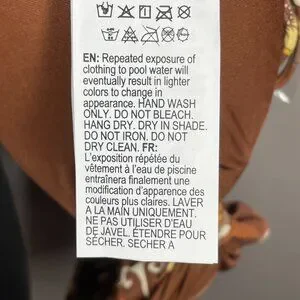 EN: Repeated exposure of
clothing to pool water will
eventually result in lighter
colors to change in
appearance. HAND WASH
ONLY. DO NOT BLEACH.
HANG DRY. DRY IN SHADE.
DO NOT IRON. DO NOT DRY
CLEAN. FR:
L'exposition répétée du
vêtement à l'eau de piscine
entraînera finalement une
modification d'apparence des
couleurs plus claires. LAVER
A LA MAIN UNIQUEMENT.
NE PAS UTILISER D'EAU
DE JAVEL. ÉTENDRE POUR
SÉCHER. SECHER A